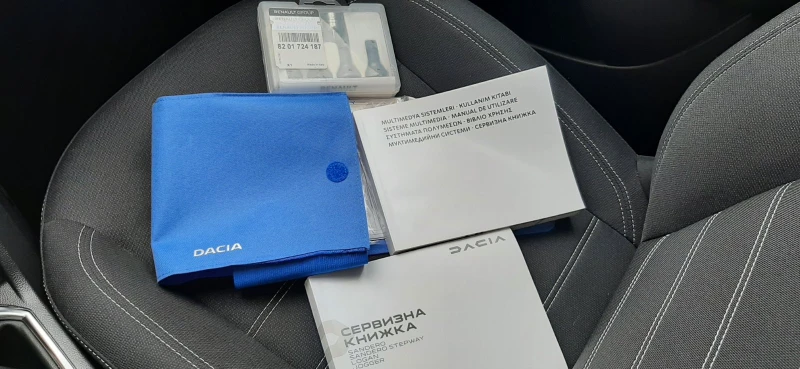 RENAULT GROUP
82 01 724 187
RENAULT
DACIA
MULTIMEDYA SISTEMLERI · KULLANIM KITABI
SISTEME MULTIMEDIA · MANUAL DE UTILIZARE
ΣΥΣΤΗΜΑΤΑ ΠΟΛΥΜΕΣΩΝ · ΒΙΒΛΙΟ ΧΡΗΣΗΣ
МУЛТИМЕДИЙНИ СИСТЕМИ · СЕРВИЗНА КНИЖКА
DACIA
СЕРВИЗНА
КНИЖКА
SANDERO
SANDERO STEPWAY
LOGAN
JOGGER